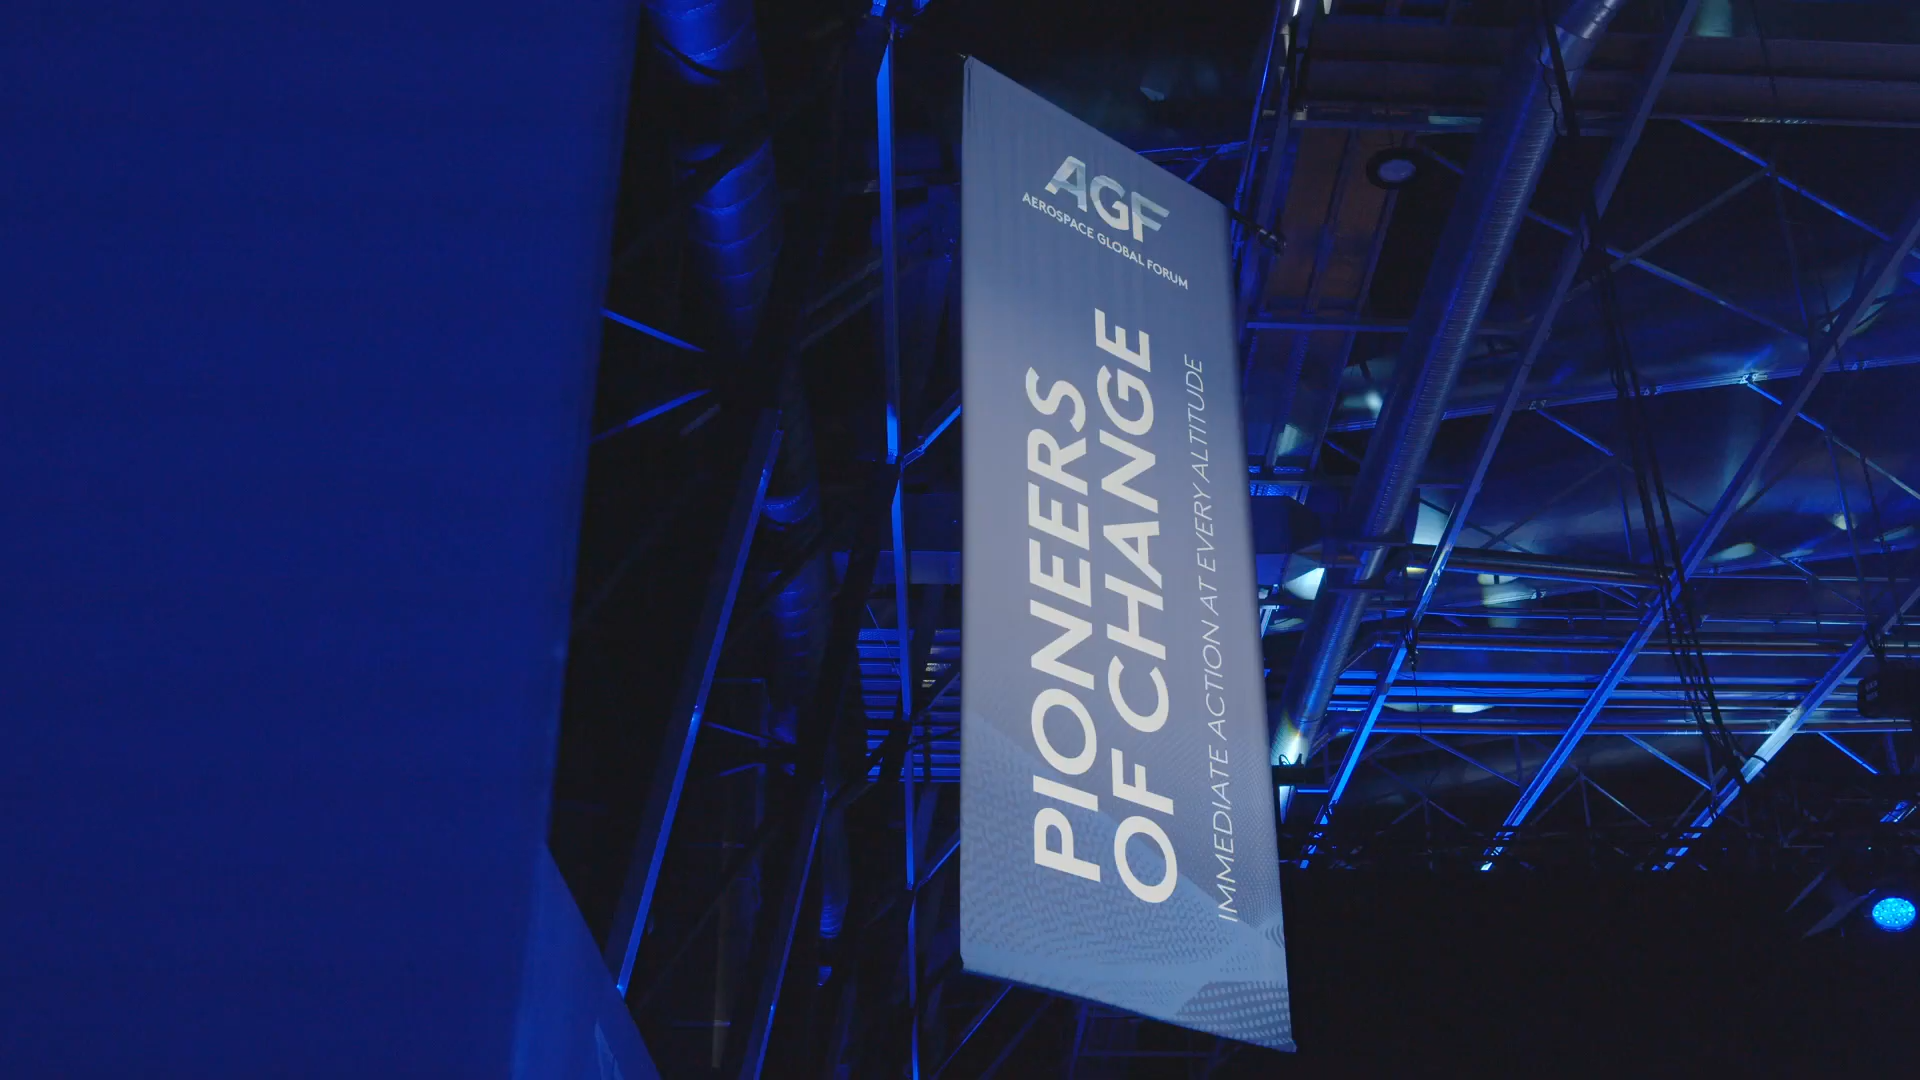 AGF
AEROSPACE GLOBAL FORUM
PIONEERS
OF CHANGE
IMMEDIATE ACTION AT EVERY ALTITUDE